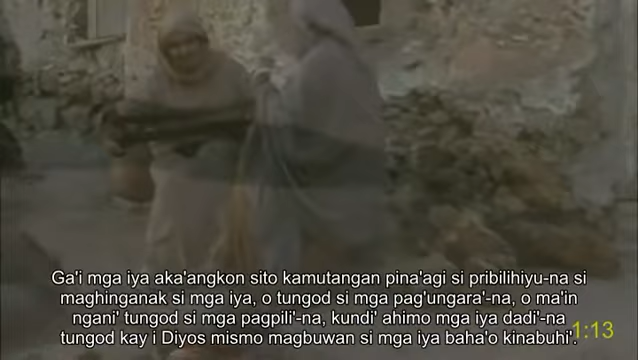 Ga'i mga iya aka'angkon sito kamutangan pina'agi si pribilihiyu-na si
maghinganak si mga iya, o tungod si mga pag'ungara'-na, o ma'in
ngani' tungod si mga pagpili'-na, kundi' ahimo mga iya dadi'-na
tungod kay i Diyos mismo magbuwan si mga iya baha'o kinabuhi'.
1:13